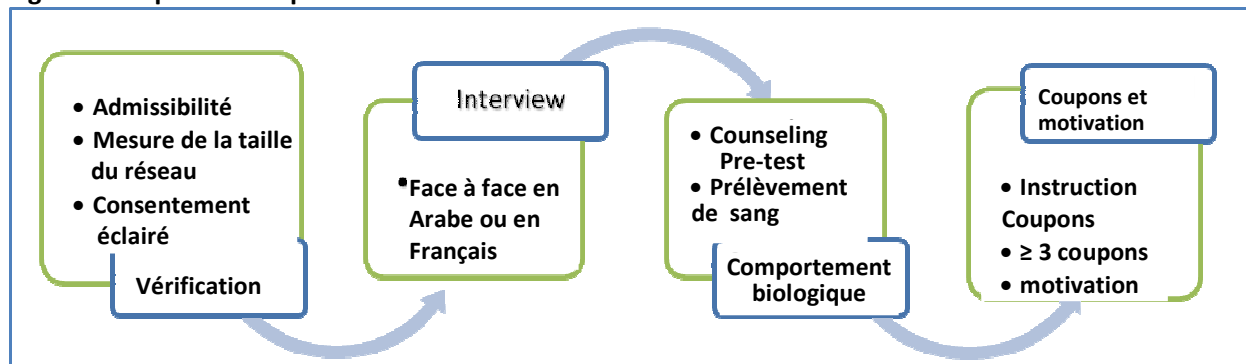 • Admissibilité
• Mesure de la taille
du réseau
• Consentement
éclairé
Vérification
Interview
▪Face à face en
Arabe ou en
Français
• Counseling
Pre-test
• Prélèvement
de sang
Comportement
biologique
Coupons et
motivation
• Instruction
Coupons
• ≥ 3 coupons
• motivation